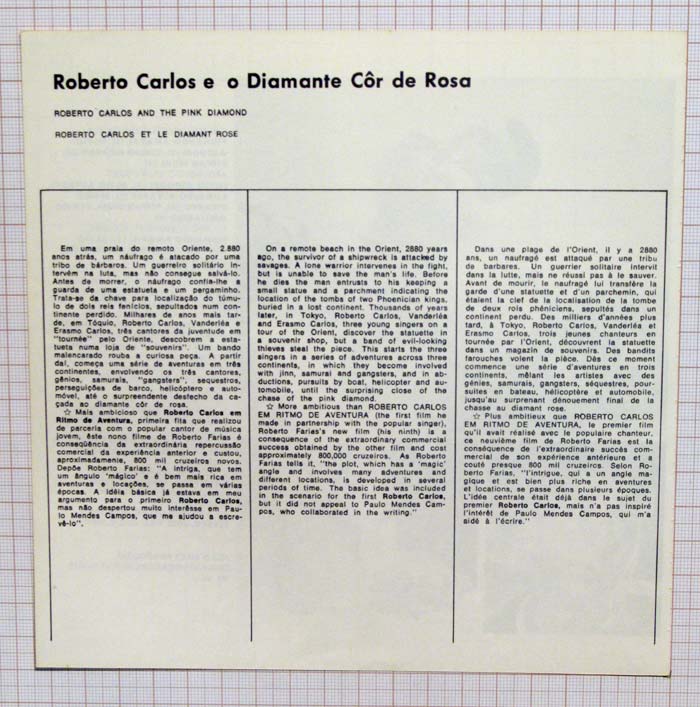 Roberto Carlos e o Diamante Côr de Rosa
ROBERTO CARLOS AND THE PINK DIAMOND
ROBERTO CARLOS ET LE DIAMANT ROSE
Em uma praia do remoto Oriente, 2.880
anos atrás, um náufrago é atacado por uma
tribo de bárbaros. Um guerreiro solitário in-
tervém na luta, mas não consegue salvá-lo.
Antes de morrer, o náufrago confia-lhe a
guarda de uma estatueta e um pergaminho.
Trata-se da chave para localização do túmu-
lo de dois reis fenícios, sepultados num con-
tinente perdido. Milhares de anos mais tar-
de, em Tóquio, Roberto Carlos, Vanderléa e
Erasmo Carlos, três cantores da juventude em
"tournée" pelo Oriente, descobrem a esta-
tueta numa loja de "souvenirs". Um bando
malencarado rouba a curiosa peça. A partir
daí, começa uma série de aventuras em três
continentes, envolvendo os três cantores,
gênios, samurais, "gangsters", sequestros,
perseguições de barco, helicóptero e auto-
móvel, até o surpreendente desfecho da ca-
çada ao diamante côr de rosa.
☆ Mais ambicioso que Roberto Carlos em
Ritmo de Aventura, primeira fita que realizou
de parceria com o popular cantor de música
jovem, êste nono filme de Roberto Farias é
conseqüência da extraordinária repercussão
comercial da experiência anterior e custou,
aproximadamente, 800 mil cruzeiros novos.
Depõe Roberto Farias: "A intriga, que tem
um ângulo 'mágico' e é bem mais rica em
aventuras e locações, se passa em várias
épocas. A idéia básica já estava em meu
argumento para o primeiro Roberto Carlos,
mas não despertou muito interêsse em Pau-
lo Mendes Campos, que me ajudou a escre-
vê-lo".
On a remote beach in the Orient, 2880 years
ago, the survivor of a shipwreck is attacked by
savages. A lone warrior intervenes in the fight,
but is unable to save the man's life. Before
he dies the man entrusts to his keeping a
small statue and a parchment indicating the
location of the tombs of two Phoenician kings,
buried in a lost continent. Thousands of years
later, in Tokyo, Roberto Carlos, Vanderléa
and Erasmo Carlos, three young singers on a
tour of the Orient, discover the statuette in
a souvenir shop, but a band of evil-looking
thieves steal the piece. This starts the three
singers in a series of adventures across three
continents, in which they become involved
with jinn, samurai and gangsters, and in ab-
ductions, pursuits by boat, helicopter and au-
tomobile, until the surprising close of the
chase of the pink diamond.
☆ More ambitious than ROBERTO CARLOS
EM RITMO DE AVENTURA (the first film he
made in partnership with the popular singer),
Roberto Farias's new film (his ninth) is a
consequence of the extraordinary commercial
success obtained by the other film and cost
approximately 800,000 cruzeiros. As Roberto
Farias tells it, "the plot, which has a 'magic'
angle and involves many adventures and
different locations, is developed in several
periods of time. The basic idea was included
in the scenario for the first Roberto Carlos,
but it did not appeal to Paulo Mendes Cam-
pos, who collaborated in the writing."
Dans une plage de l'Orient, il y a 2880
ans, un naufragé est attaqué par une tribu
de barbares. Un guerrier solitaire intervit
dans la lutte, mais ne réussi pas à le sauver.
Avant de mourir, le naufragé lui transfère la
garde d'une statuette et d'un parchemin, qui
étaient la clef de la localisation de la tombe
de deux rois phéniciens, sepultés dans un
continent perdu. Des milliers d'années plus
tard, à Tokyo, Roberto Carlos, Vanderléa et
Erasmo Carlos, trois jeunes chanteurs en
tournée par l'Orient, découvrent la statuette
dans un magazin de souvenirs. Des bandits
farouches volent la pièce. Dès ce moment
commence une série d'aventures en trois
continents, mêlant les artistes avec des
génies, samurais, gangsters, séquestres, pour-
suites en bateau, hélicoptère et automobile,
jusqu'au surprenant dénouement final de la
chasse au diamant rose.
☆ Plus ambitieux que ROBERTO CARLOS
EM RITMO DE AVENTURA, le premier film
qu'il avait réalisé avec le populaire chanteur,
ce neuvième film de Roberto Farias est la
conséquence de l'extraordinaire succés com-
mercial de son expérience antérieure et a
couté presque 800 mil cruzeiros. Selon Ro-
berto Farias: "l'intrigue, qui a un angle ma-
gique et est bien plus riche en aventures
et locations, se passe dans plusieurs époques.
L'idée centrale était déjà dans le sujet du
premier Roberto Carlos, mais n'a pas inspiré
l'intérêt de Paulo Mendes Campos, qui m'a
aidé à l'écrire."